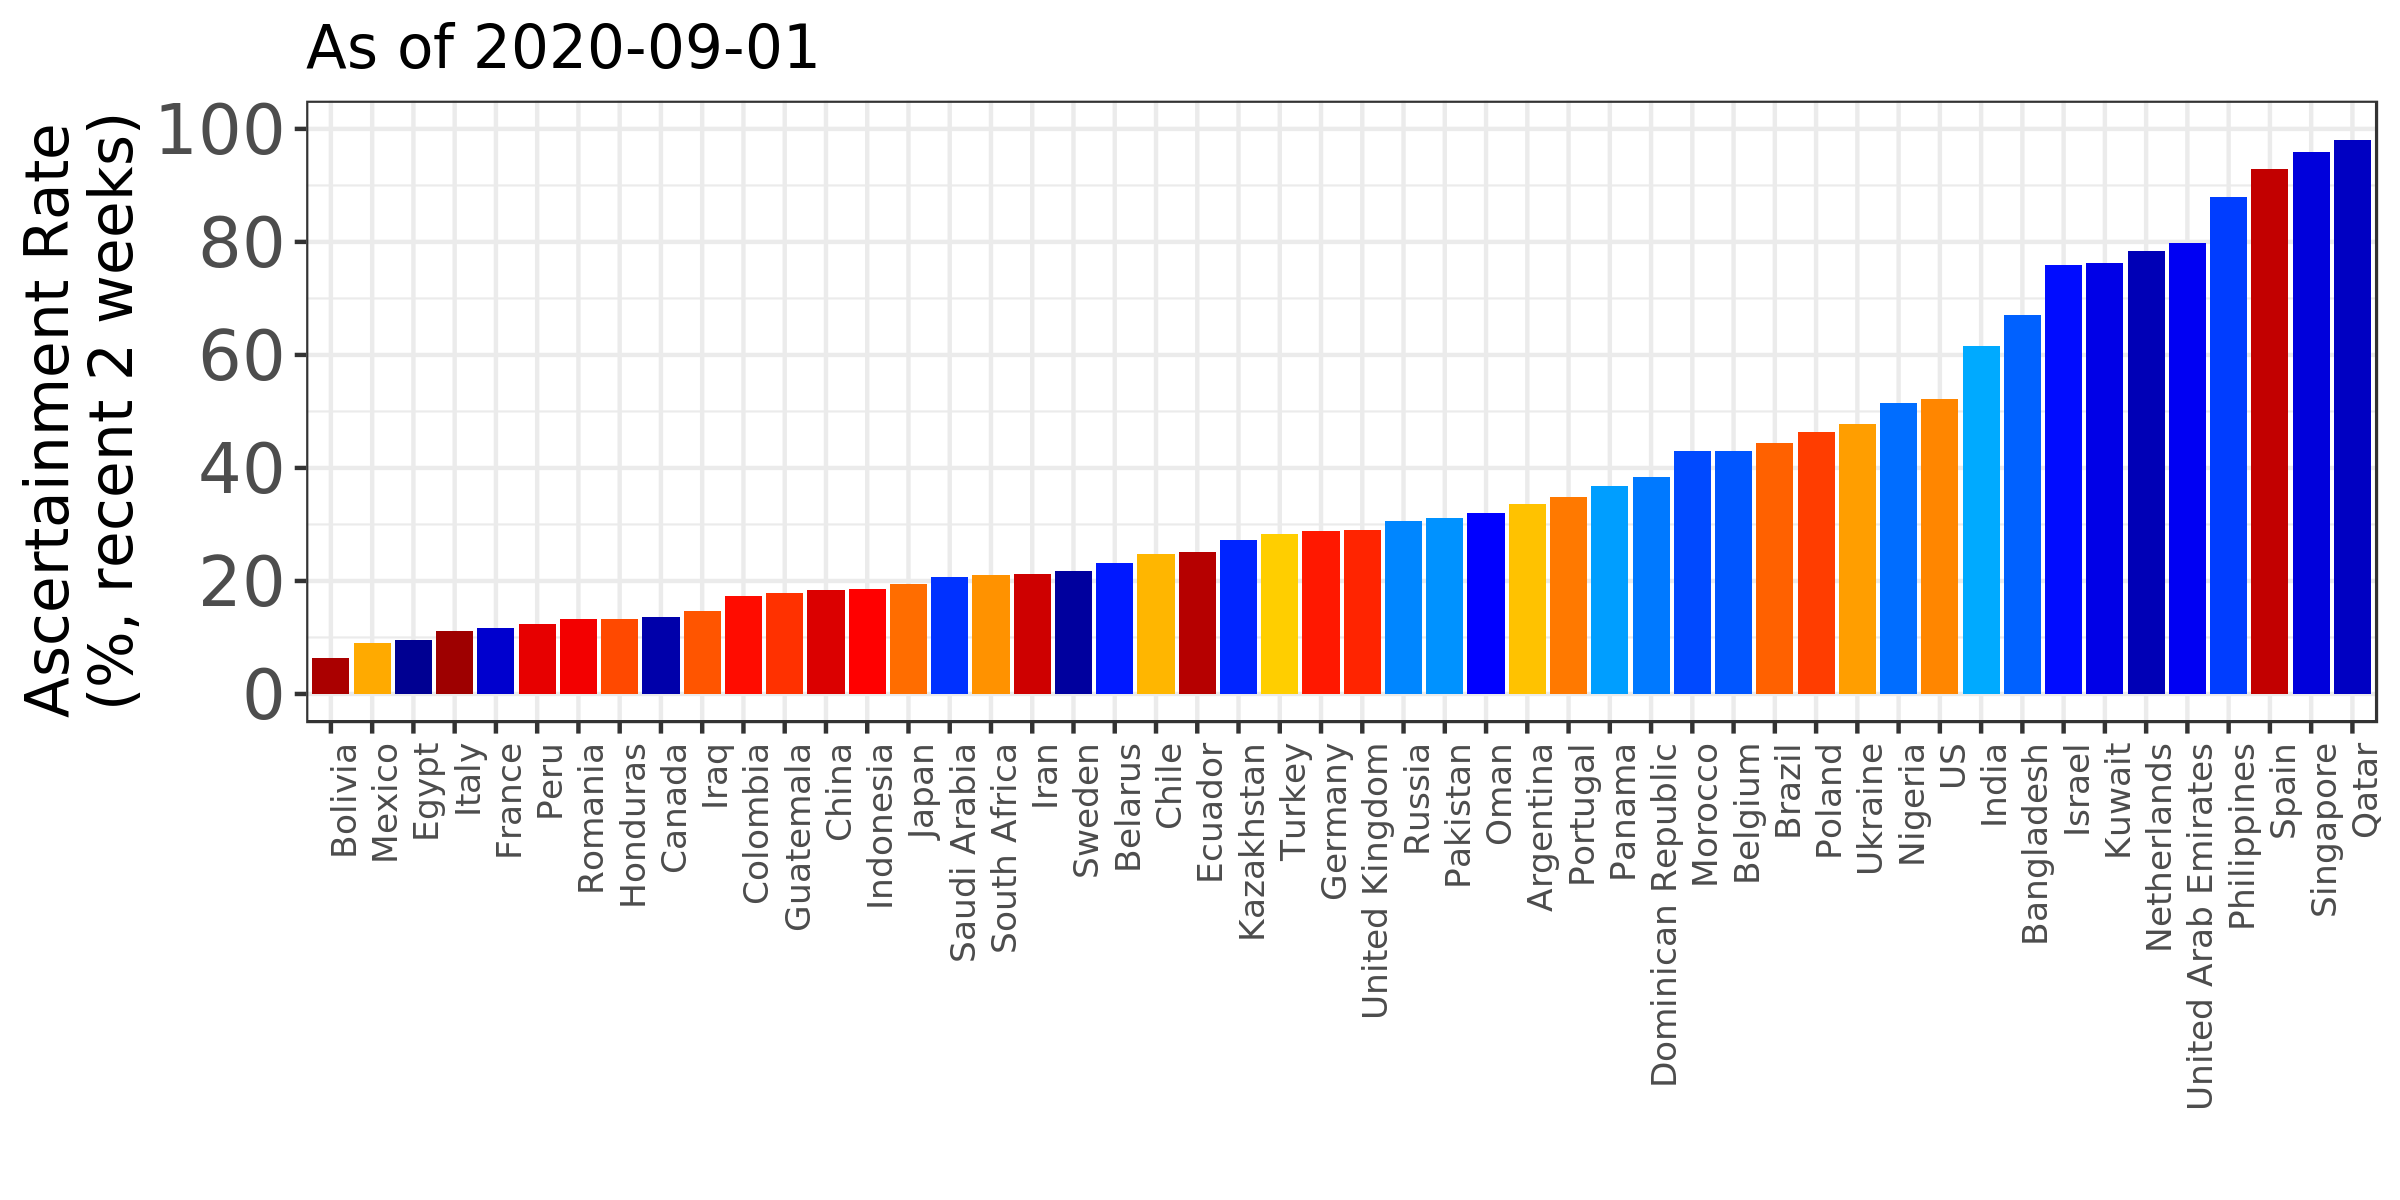 As of 2020-09-01
Ascertainment Rate
(%, recent 2 weeks)
100
80
60
40
20
0
Bolivia
Mexico
Egypt
Italy
France
Peru
Romania
Honduras
Canada
Iraq
Colombia
Guatemala
China
Indonesia
Japan
Saudi Arabia
South Africa
Iran
Sweden
Belarus
Chile
Ecuador
Kazakhstan
Turkey
Germany
United Kingdom
Russia
Pakistan
Oman
Argentina
Portugal
Panama
Dominican Republic
Morocco
Belgium
Brazil
Poland
Ukraine
Nigeria
US
India
Bangladesh
Israel
Kuwait
Netherlands
United Arab Emirates
Philippines
Spain
Singapore
Qatar